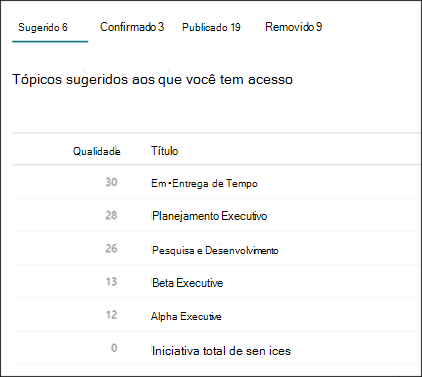 Sugerido 6 Confirmado 3 Publicado 19 Removido 9
Tópicos sugeridos aos que você tem acesso
Qualidade Título
30 Em•Entrega de Tempo
28 Planejamento Executivo
26 Pesquisa e Desenvolvimento
13 Beta Executive
12 Alpha Executive
0 Iniciativa total de sen ices